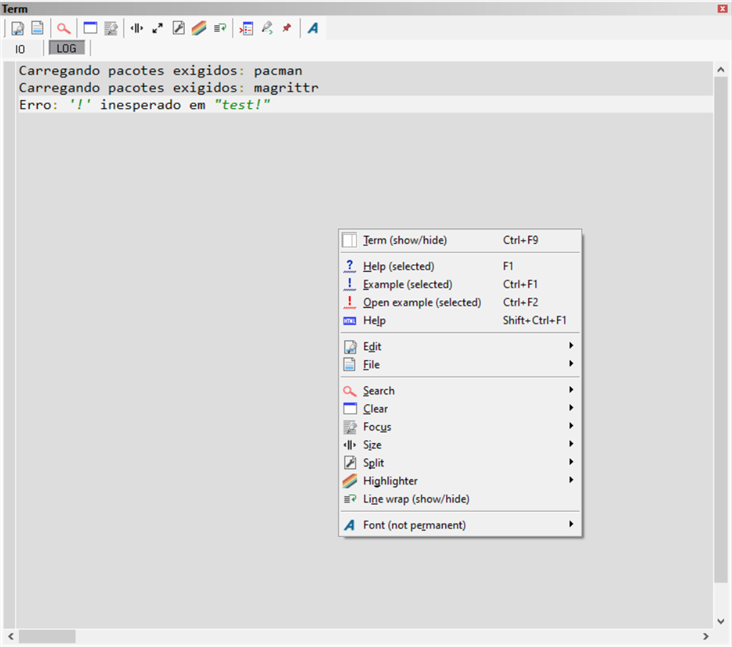 Term
IO LOG
Carregando pacotes exigidos: pacman
Carregando pacotes exigidos: magrittr
Erro: '!' inesperado em "test!"
Term (show/hide) Ctrl+F9
Help (selected) F1
Example (selected) Ctrl+F1
Open example (selected) Ctrl+F2
HTML Help Shift+Ctrl+F1
Edit
File
Search
Clear
Focus
Size
Split
Highlighter
Line wrap (show/hide)
A Font (not permanent)